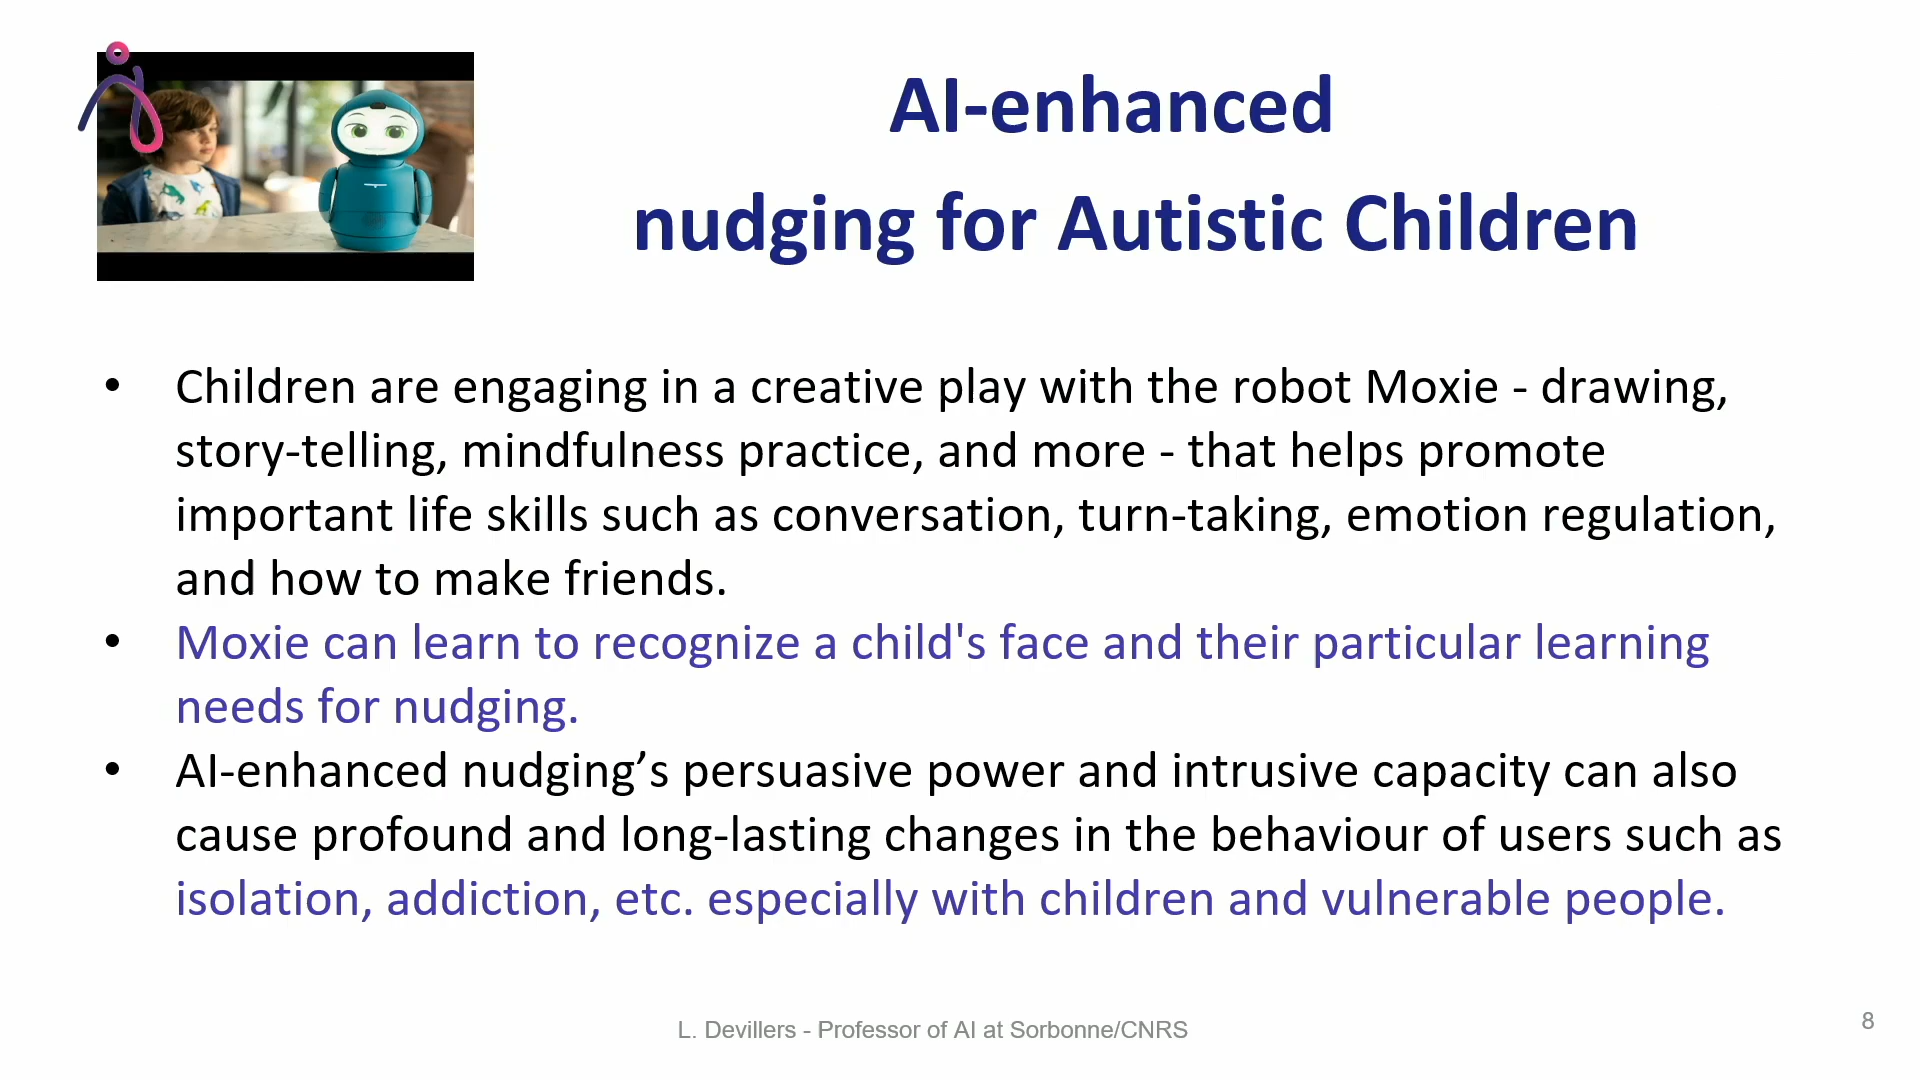 AI-enhanced
nudging for Autistic Children
• Children are engaging in a creative play with the robot Moxie - drawing,
story-telling, mindfulness practice, and more - that helps promote
important life skills such as conversation, turn-taking, emotion regulation,
and how to make friends.
• Moxie can learn to recognize a child's face and their particular learning
needs for nudging.
• AI-enhanced nudging’s persuasive power and intrusive capacity can also
cause profound and long-lasting changes in the behaviour of users such as
isolation, addiction, etc. especially with children and vulnerable people.
L. Devillers - Professor of AI at Sorbonne/CNRS
8